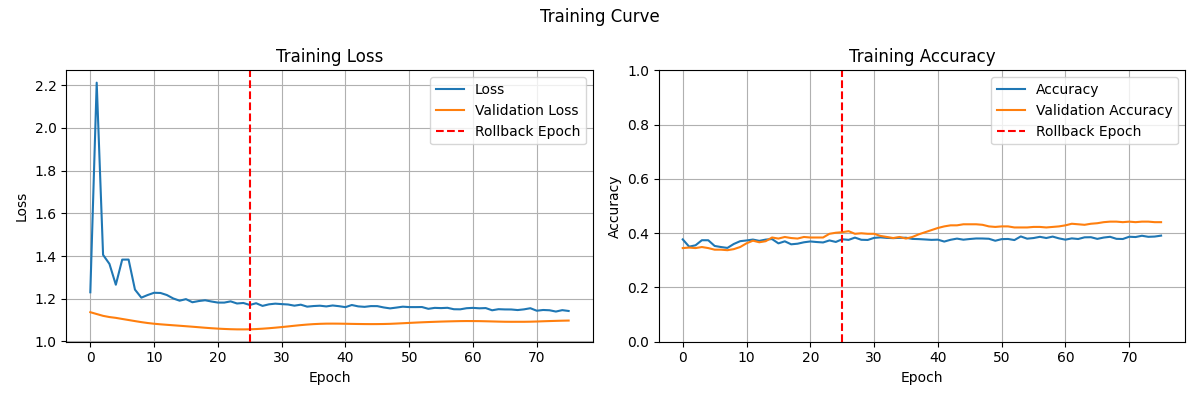 Training Curve
Training Loss
2.2
2.0
1.8
1.6
1.4
1.2
1.0
Loss
0 10 20 30 40 50 60 70
Epoch
Loss
Validation Loss
Rollback Epoch
Training Accuracy
1.0
0.8
0.6
0.4
0.2
0.0
Accuracy
0 10 20 30 40 50 60 70
Epoch
Accuracy
Validation Accuracy
Rollback Epoch